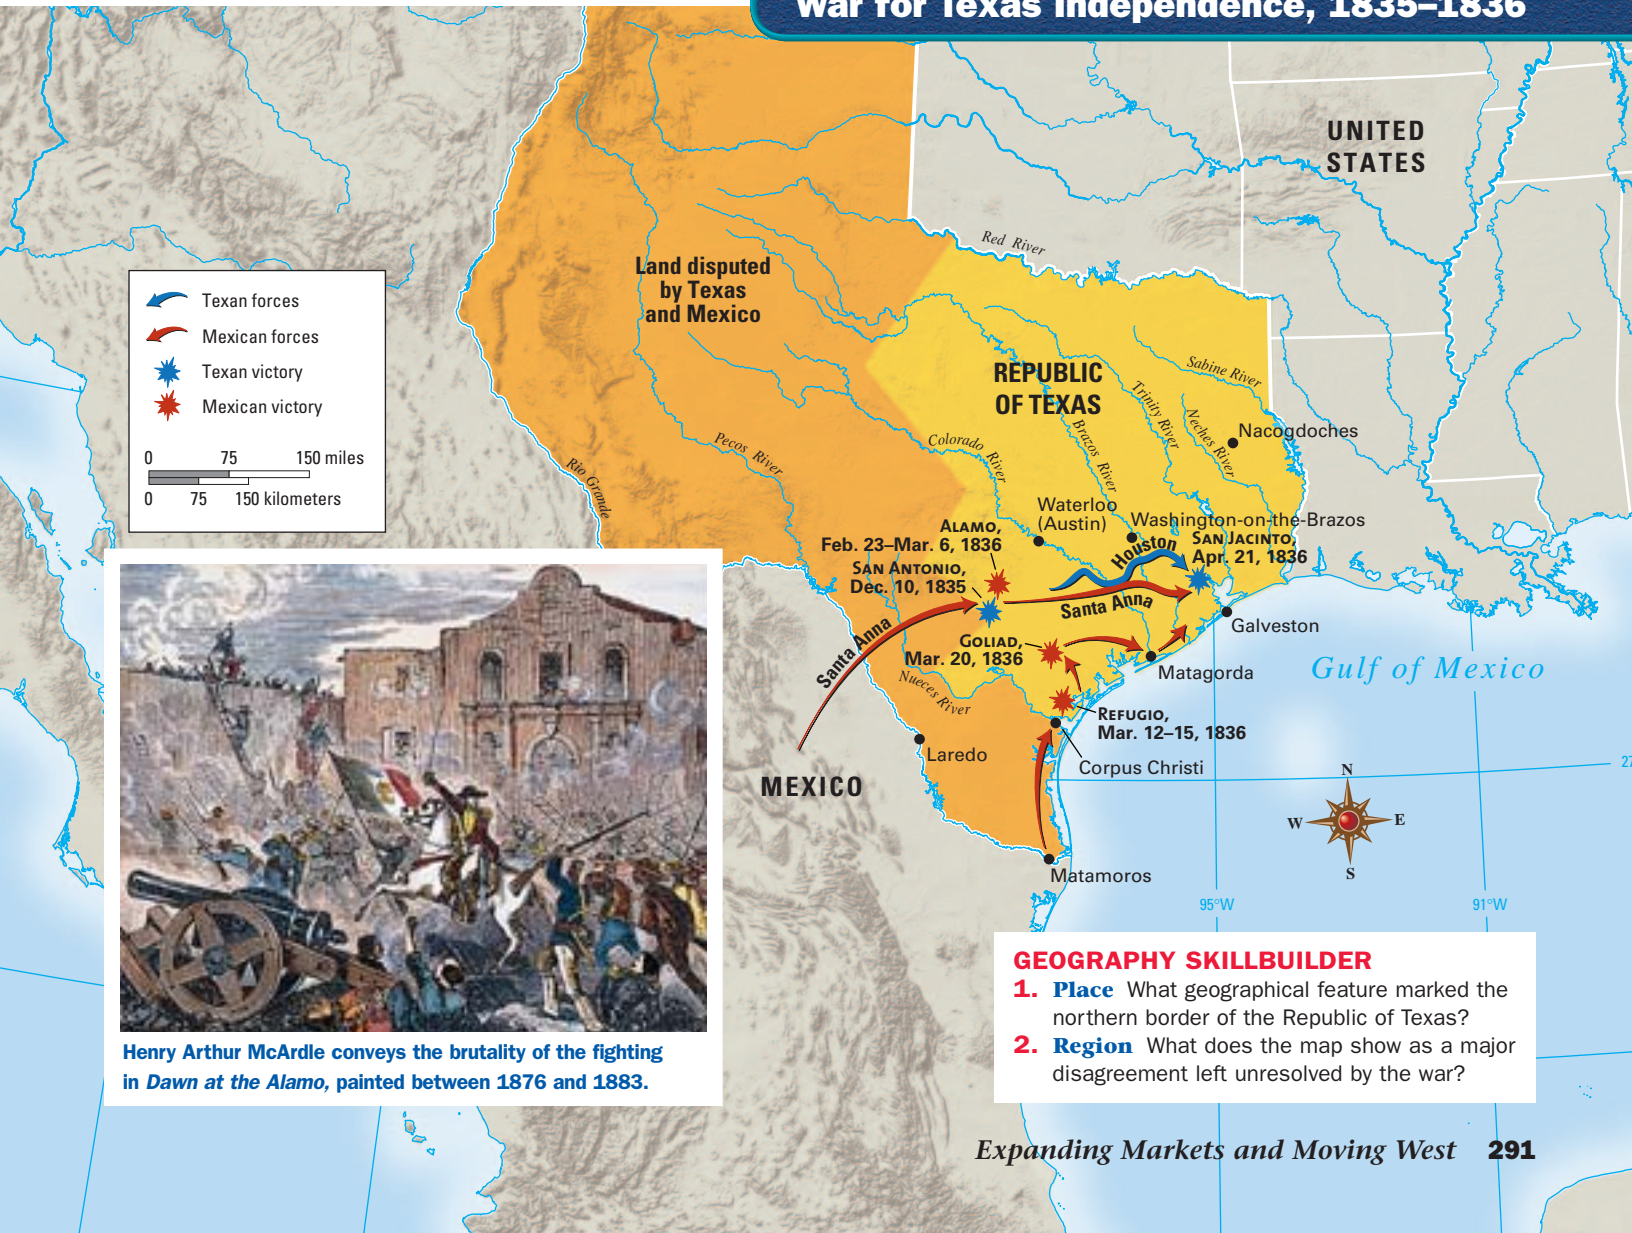 War for Texas Independence, 1835–1836
UNITED
STATES
Red River
Land disputed
by Texas
and Mexico
Texan forces
Mexican forces
Texan victory
Mexican victory
0 75 150 miles
0 75 150 kilometers
REPUBLIC
OF TEXAS
Sabine River
Trinity River
Neches River
Brazos River
Colorado River
Pecos River
Rio Grande
Nacogdoches
Waterloo
(Austin)
Washington-on-the-Brazos
ALAMO,
Feb. 23–Mar. 6, 1836
SAN ANTONIO,
Dec. 10, 1835
Houston
SAN JACINTO,
Apr. 21, 1836
Santa Anna
Santa Anna
Galveston
GOLIAD,
Mar. 20, 1836
Matagorda
Gulf of Mexico
Nueces River
REFUGIO,
Mar. 12–15, 1836
Laredo
Corpus Christi
MEXICO
Matamoros
N
W E
S
27
95°W
91°W
Henry Arthur McArdle conveys the brutality of the fighting
in Dawn at the Alamo, painted between 1876 and 1883.
GEOGRAPHY SKILLBUILDER
1. Place What geographical feature marked the
northern border of the Republic of Texas?
2. Region What does the map show as a major
disagreement left unresolved by the war?
Expanding Markets and Moving West 291